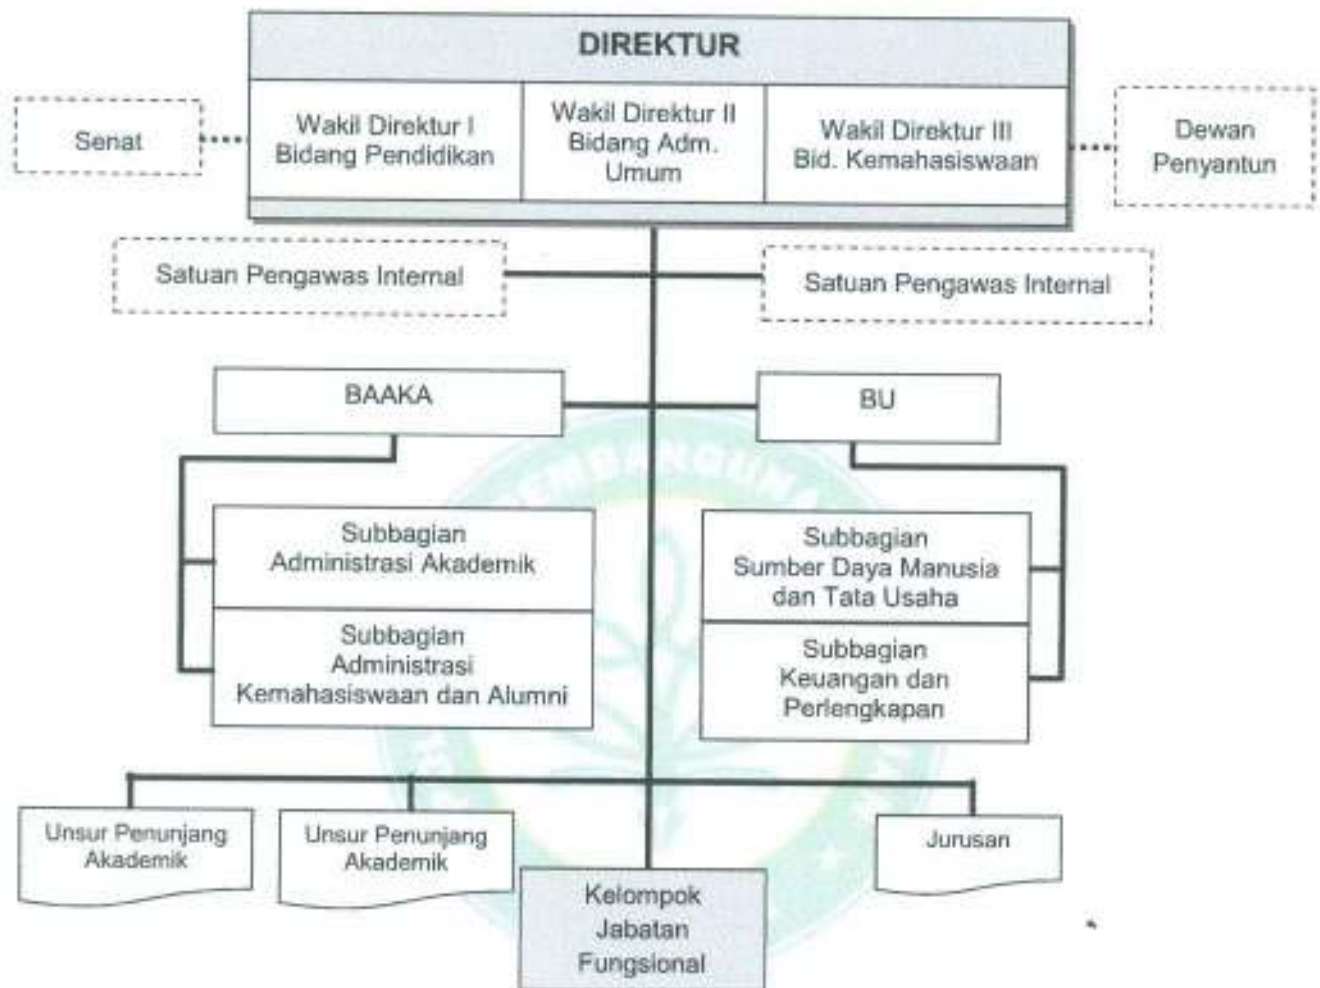 DIREKTUR
Wakil Direktur I
Bidang Pendidikan
Wakil Direktur II
Bidang Adm.
Umum
Wakil Direktur III
Bid. Kemahasiswaan
Senat
Dewan
Penyantun
Satuan Pengawas Internal
Satuan Pengawas Internal
BAAKA
BU
Subbagian
Administrasi Akademik
Subbagian
Administrasi
Kemahasiswaan dan Alumni
Subbagian
Sumber Daya Manusia
dan Tata Usaha
Subbagian
Keuangan dan
Perlengkapan
Unsur Penunjang
Akademik
Unsur Penunjang
Akademik
Jurusan
Kelompok
Jabatan
Fungsional